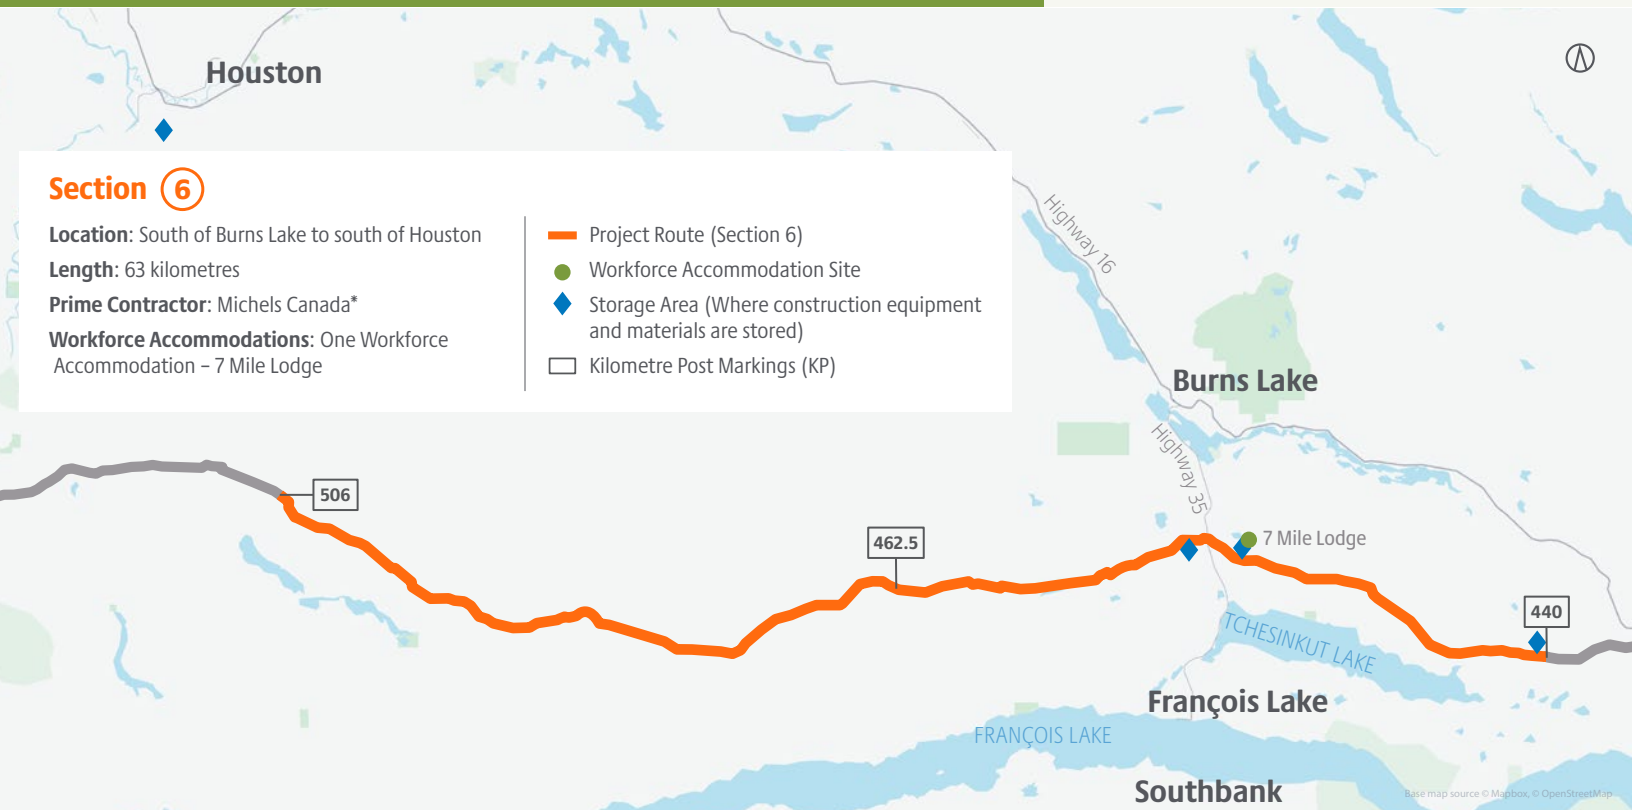 Houston
Section 6
Location: South of Burns Lake to south of Houston
Length: 63 kilometres
Prime Contractor: Michels Canada*
Workforce Accommodations: One Workforce
Accommodation – 7 Mile Lodge
Project Route (Section 6)
Workforce Accommodation Site
Storage Area (Where construction equipment
and materials are stored)
Kilometre Post Markings (KP)
Highway 16
Burns Lake
Highway 35
506
462.5
7 Mile Lodge
440
TCHESINKUT LAKE
François Lake
FRANÇOIS LAKE
Southbank
Base map source © Mapbox, © OpenStreetMap